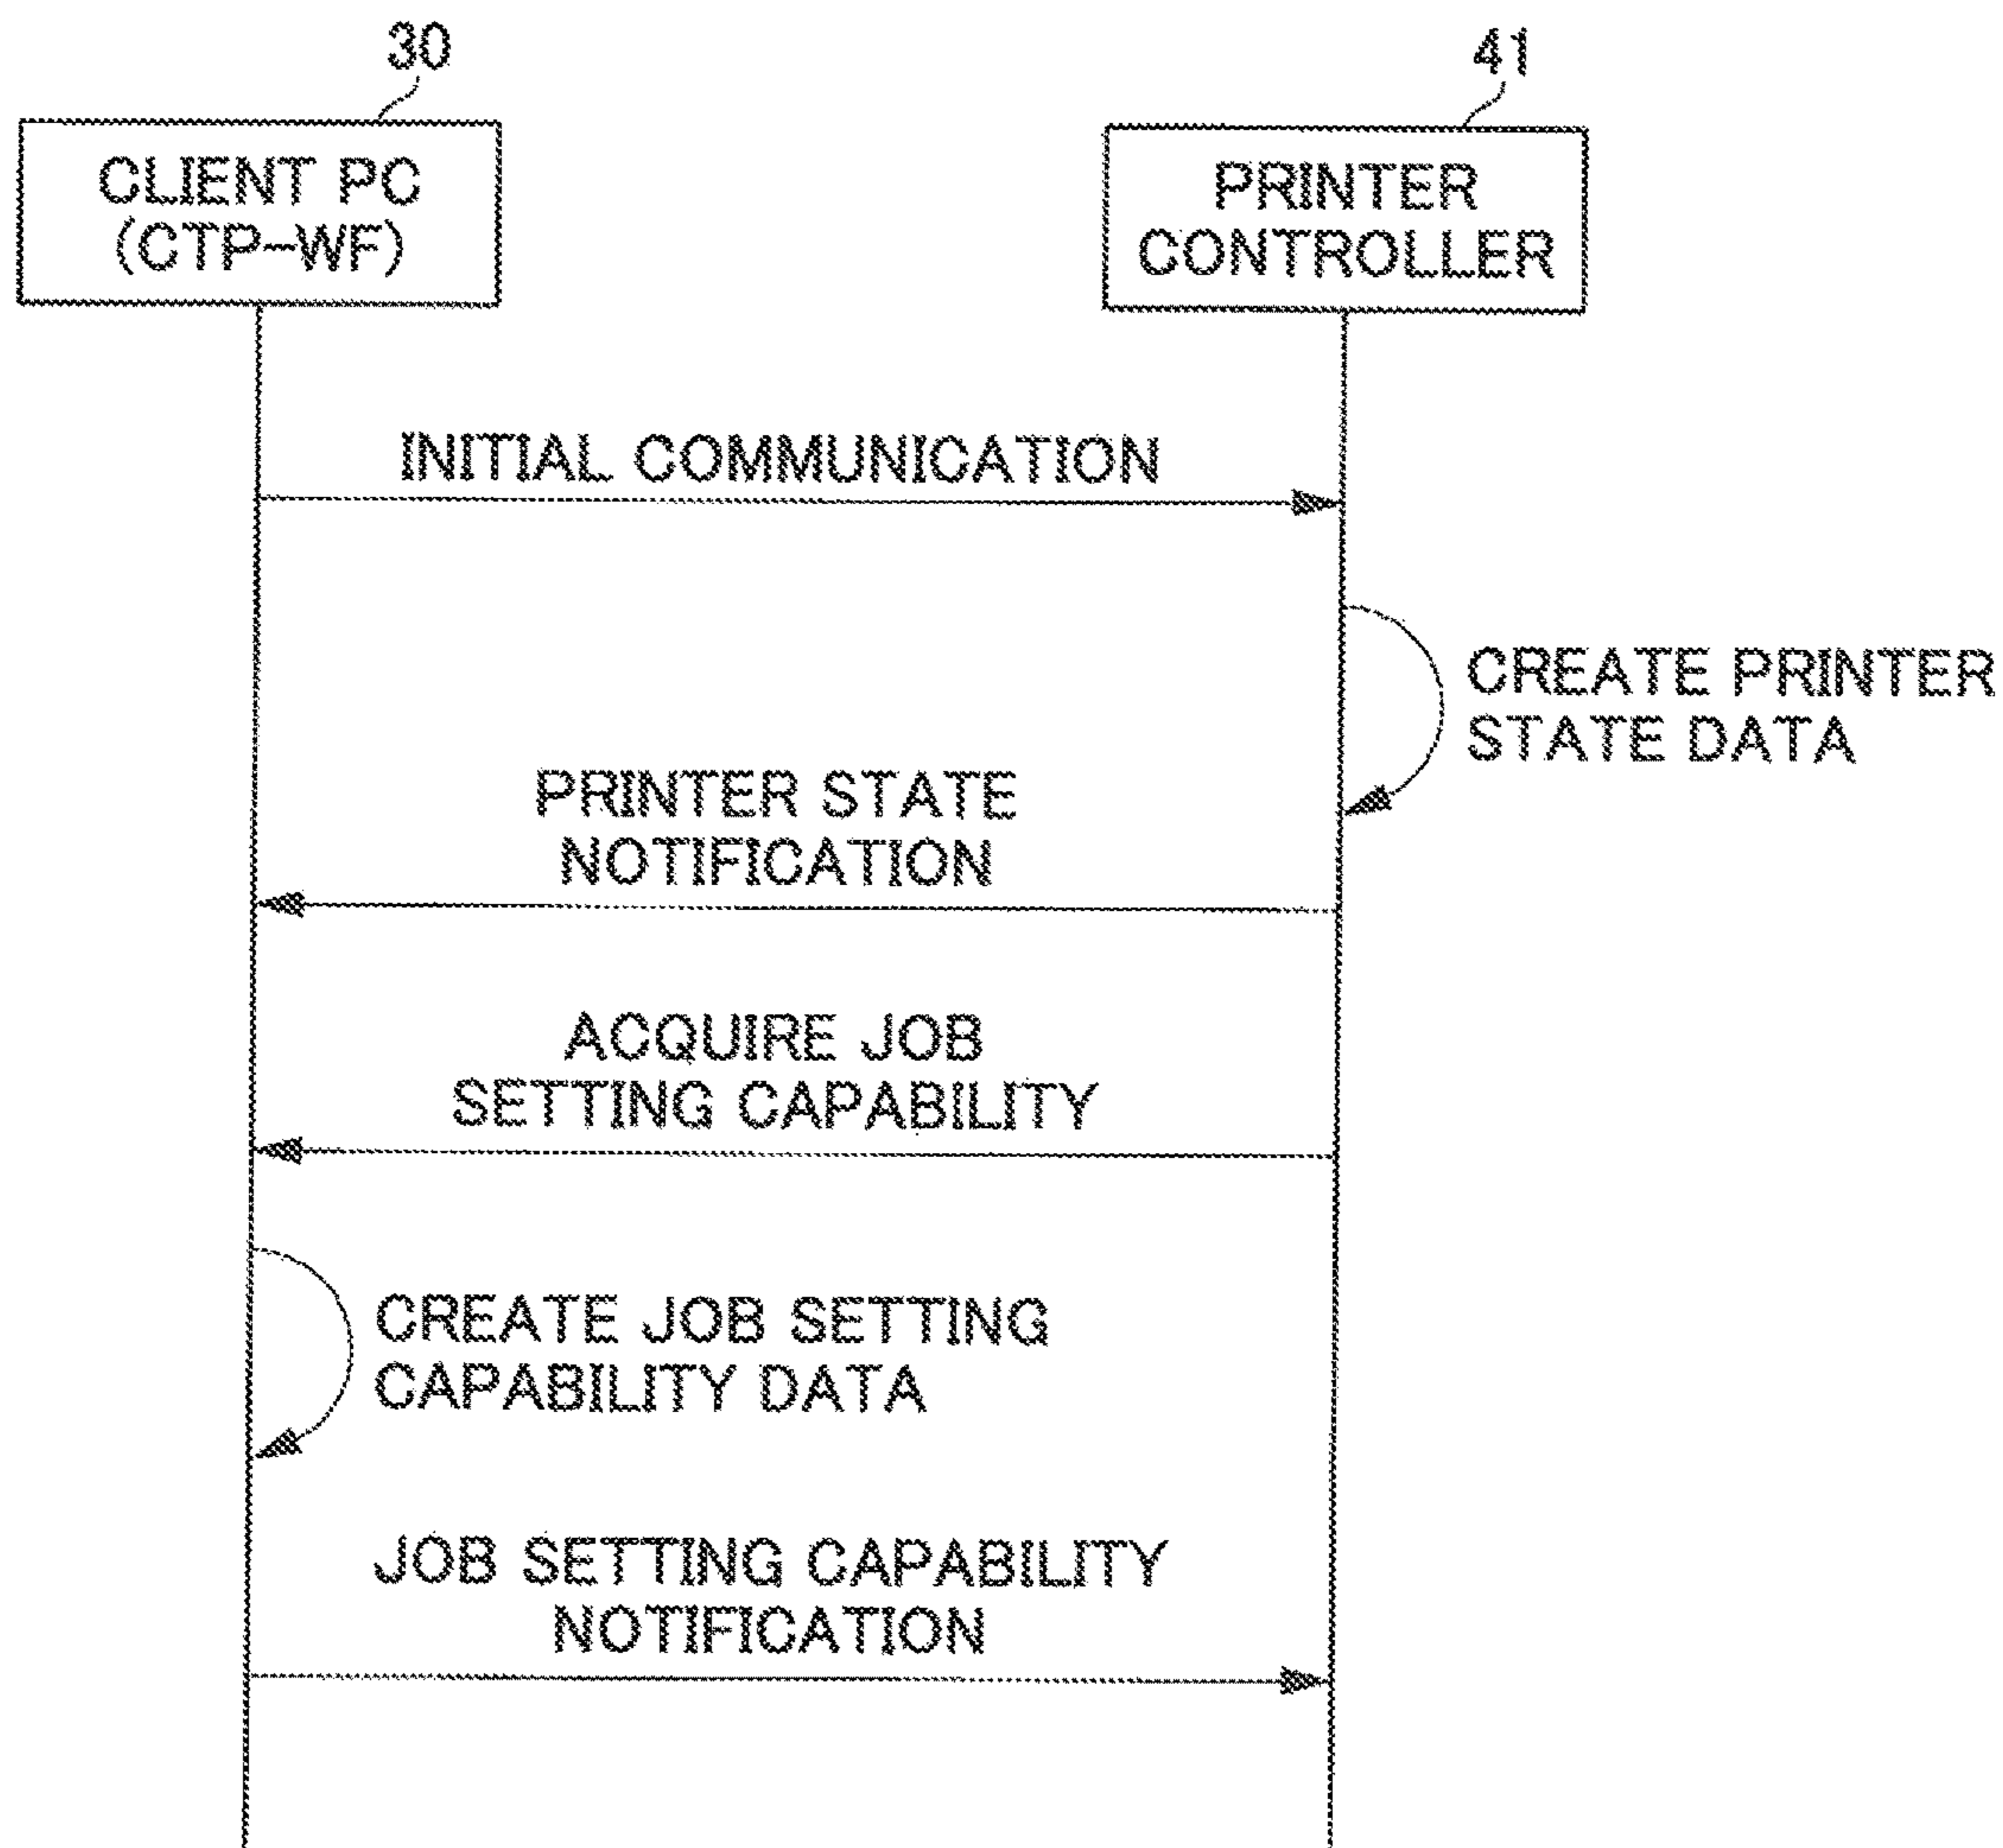 30
41
CLIENT PC
(CTP-WF)
PRINTER
CONTROLLER
INITIAL COMMUNICATION
CREATE PRINTER
STATE DATA
PRINTER STATE
NOTIFICATION
ACQUIRE JOB
SETTING CAPABILITY
CREATE JOB SETTING
CAPABILITY DATA
JOB SETTING CAPABILITY
NOTIFICATION